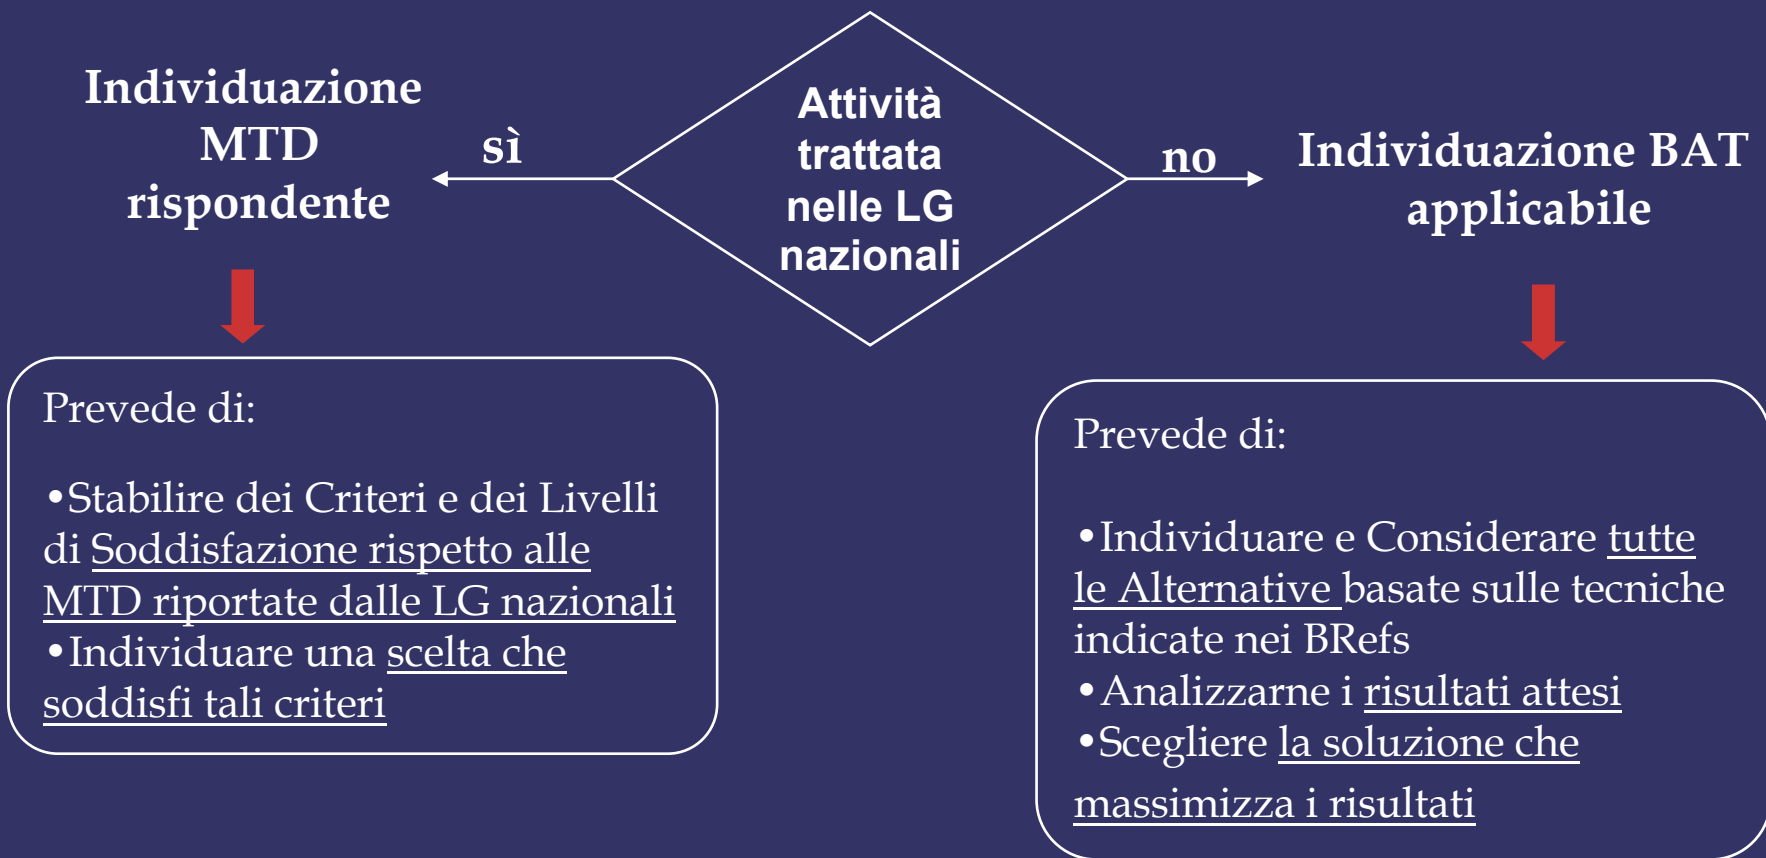 Individuazione
MTD
rispondente
sì
Attività
trattata
nelle LG
nazionali
no
Individuazione BAT
applicabile
Prevede di:
•Stabilire dei Criteri e dei Livelli
di Soddisfazione rispetto alle
MTD riportate dalle LG nazionali
•Individuare una scelta che
soddisfi tali criteri
Prevede di:
•Individuare e Considerare tutte
le Alternative basate sulle tecniche
indicate nei BRefs
•Analizzarne i risultati attesi
•Scegliere la soluzione che
massimizza i risultati